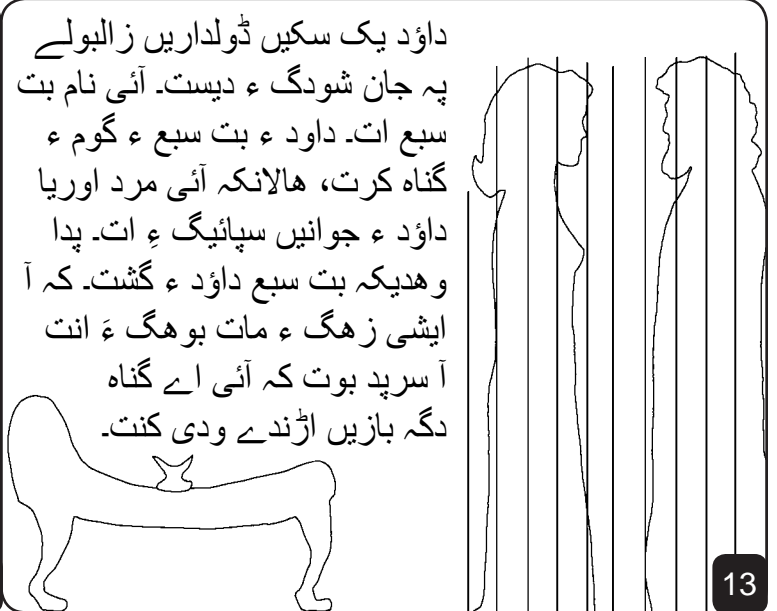 داؤد یک سکیں ڈولداریں زالبولے
پہ جان شودگ ء دیست۔ آئی نام بت
سبع ات۔ داود ء بت سبع ء گوم ء
گناہ کرت، ھالانکہ آئی مرد اوریا
داؤد ء جوانیں سپائیگ ءِ ات۔ پدا
وھدیکہ بت سبع داؤد ء گشت۔ کہ آ
ایشی زھگ ء مات بوھگ ءَ انت
آ سرپد بوت کہ آئی اے گناہ
دگہ بازیں اڑندے ودی کنت۔
13